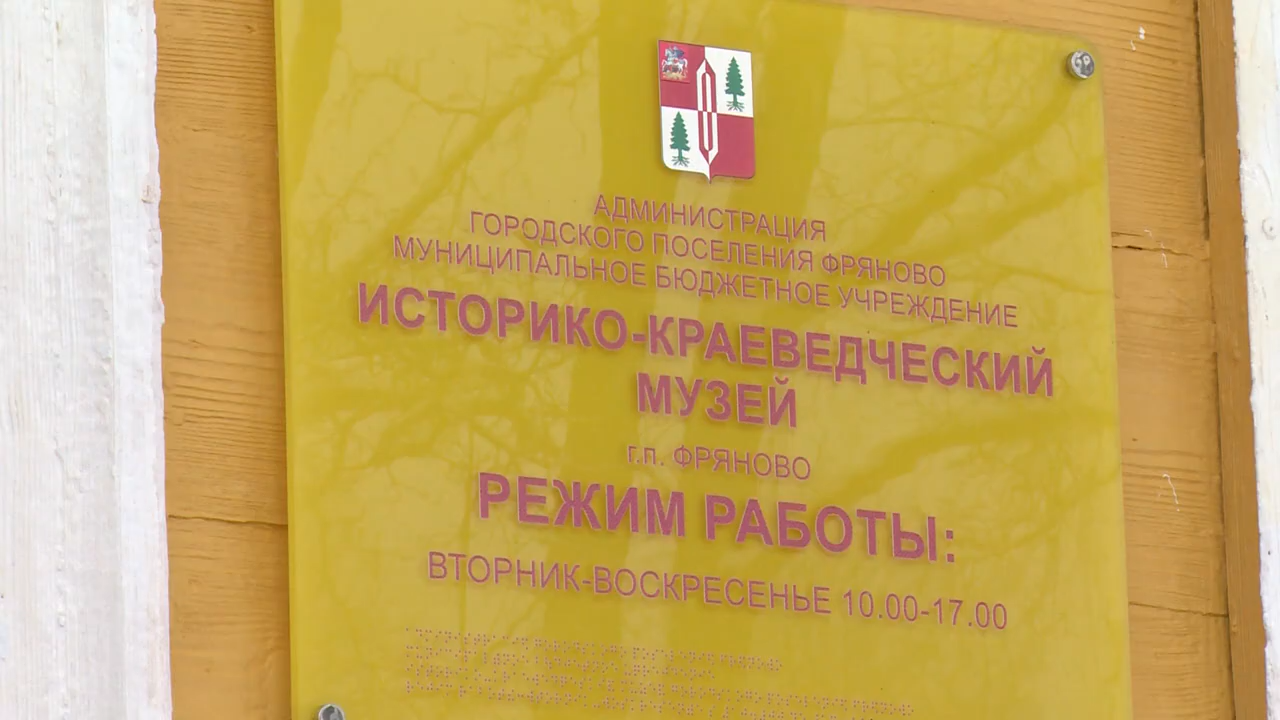 АДМИНИСТРАЦИЯ
ГОРОДСКОГО ПОСЕЛЕНИЯ ФРЯНОВО
МУНИЦИПАЛЬНОЕ БЮДЖЕТНОЕ УЧРЕЖДЕНИЕ
ИСТОРИКО-КРАЕВЕДЧЕСКИЙ
МУЗЕЙ
г.п. ФРЯНОВО
РЕЖИМ РАБОТЫ:
ВТОРНИК-ВОСКРЕСЕНЬЕ 10.00-17.00